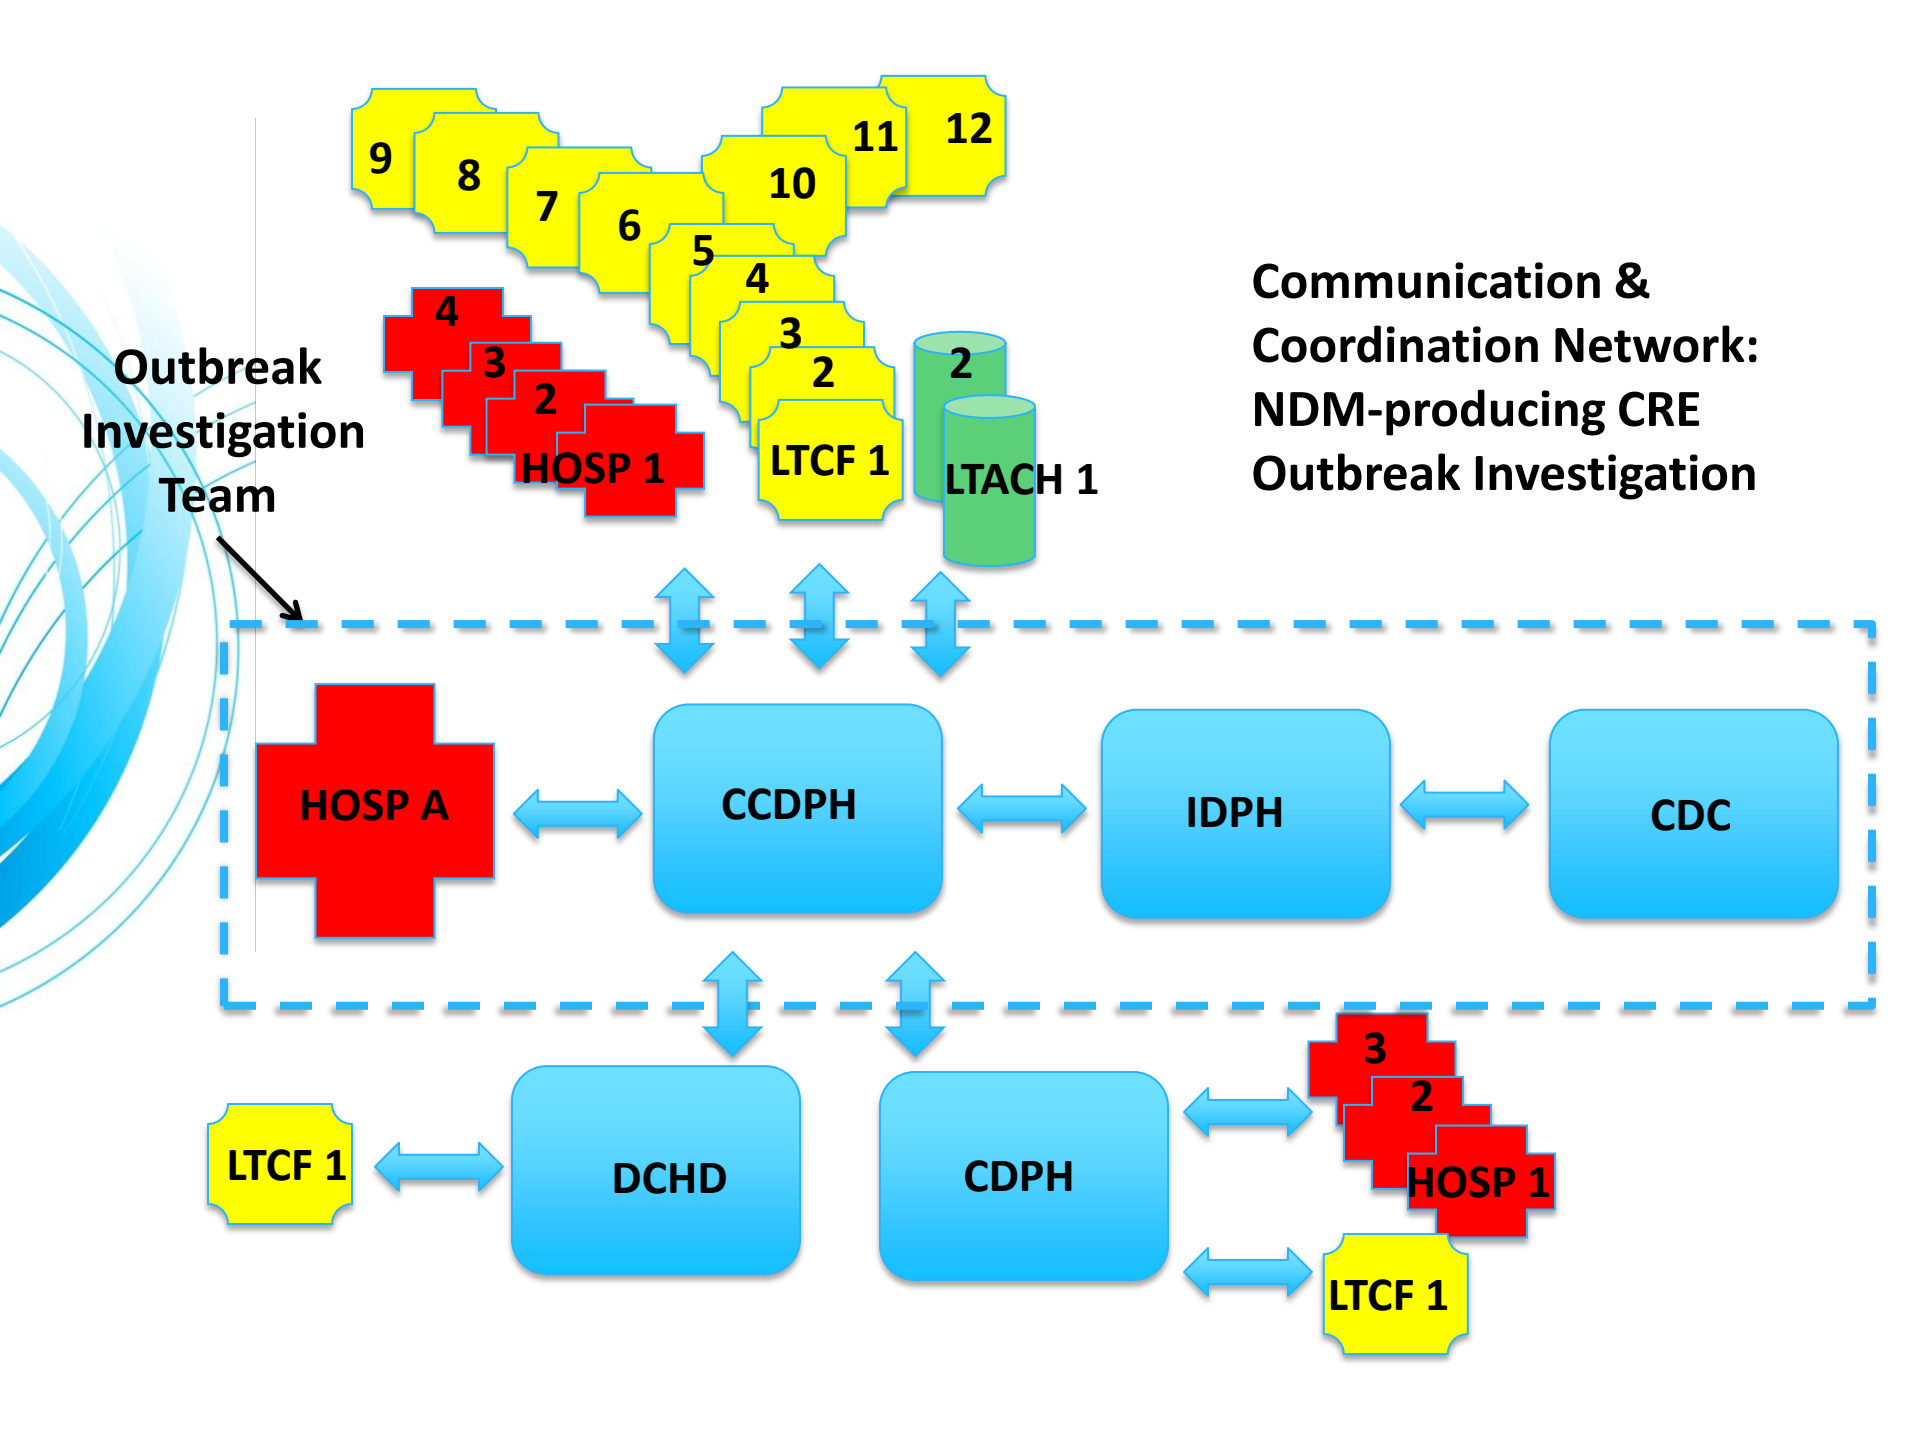 9
8
7
6
5
4
3
2
LTCF 1
10
11
12
4
3
2
HOSP 1
2
LTACH 1
Communication &
Coordination Network:
NDM-producing CRE
Outbreak Investigation
Outbreak
Investigation
Team
HOSP A
CCDPH
IDPH
CDC
LTCF 1
DCHD
CDPH
3
2
HOSP 1
LTCF 1